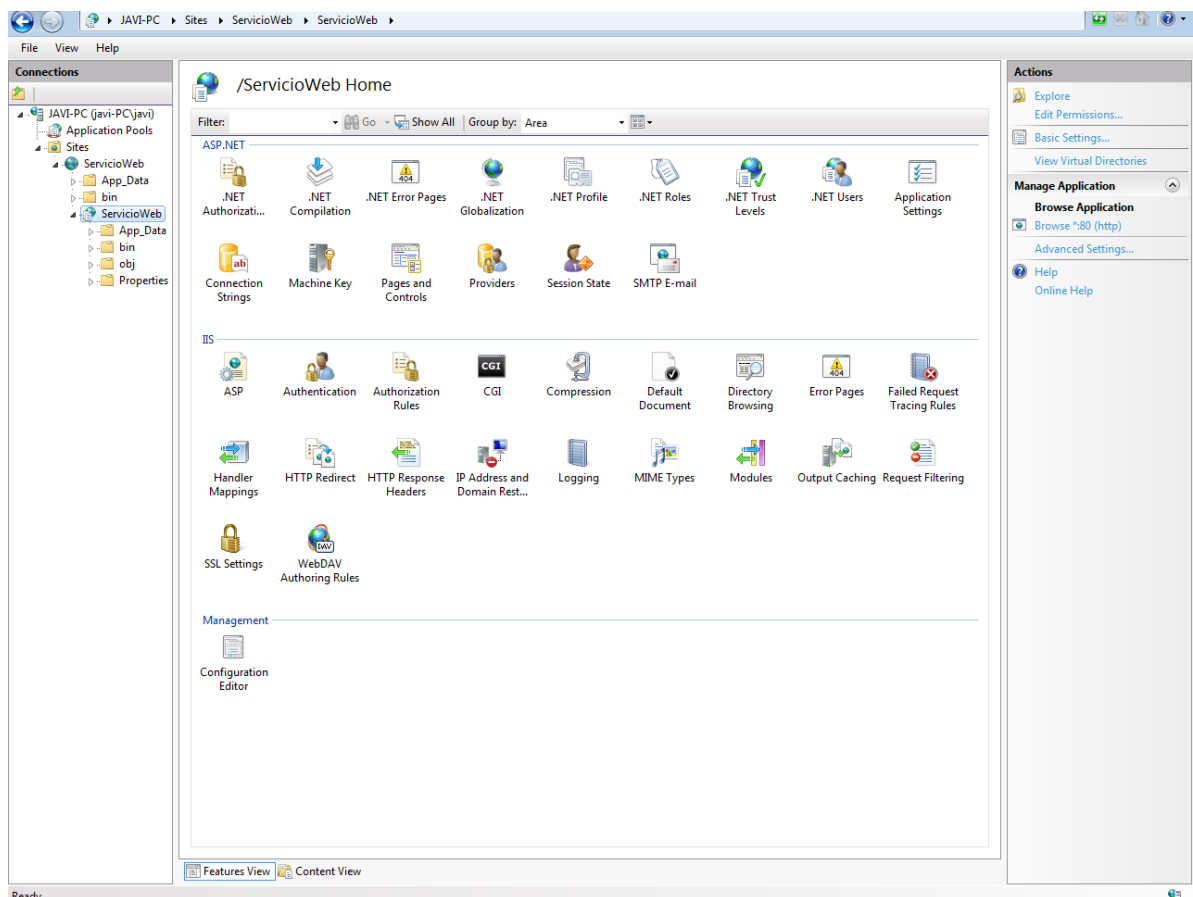 JAVI-PC Sites ServicioWeb ServicioWeb
File View Help
Connections
JAVI-PC (javi-PC\javi)
Application Pools
Sites
ServicioWeb
App_Data
bin
ServicioWeb
App_Data
bin
obj
Properties
/ServicioWeb Home
Filter: Go Show All Group by: Area
ASP.NET
.NET Authorizati...
.NET Compilation
.NET Error Pages
.NET Globalization
.NET Profile
.NET Roles
.NET Trust Levels
.NET Users
Application Settings
Connection Strings
Machine Key
Pages and Controls
Providers
Session State
SMTP E-mail
IIS
ASP
Authentication
Authorization Rules
CGI
Compression
Default Document
Directory Browsing
Error Pages
Failed Request Tracing Rules
Handler Mappings
HTTP Redirect
HTTP Response Headers
IP Address and Domain Rest...
Logging
MIME Types
Modules
Output Caching
Request Filtering
SSL Settings
WebDAV Authoring Rules
Management
Configuration Editor
Features View Content View
Actions
Explore
Edit Permissions...
Basic Settings...
View Virtual Directories
Manage Application
Browse Application
Browse *:80 (http)
Advanced Settings...
Help
Online Help
Ready